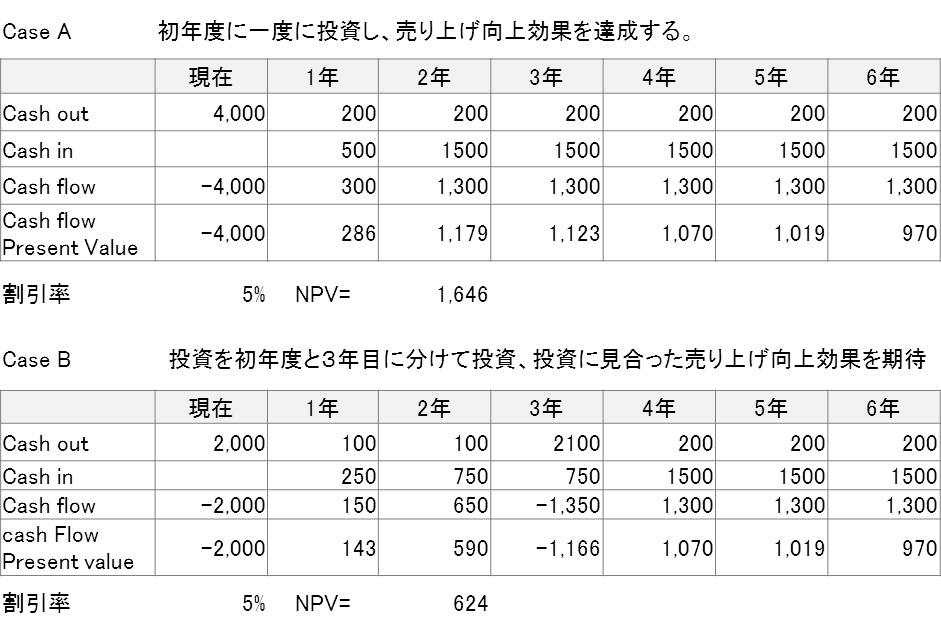 Case A 初年度に一度に投資し、売り上げ向上効果を達成する。
現在 1年 2年 3年 4年 5年 6年
Cash out 4,000 200 200 200 200 200 200
Cash in 500 1500 1500 1500 1500 1500
Cash flow −4,000 300 1,300 1,300 1,300 1,300 1,300
Cash flow
Present Value −4,000 286 1,179 1,123 1,070 1,019 970
割引率 5% NPV= 1,646
Case B 投資を初年度と3年目に分けて投資、投資に見合った売り上げ向上効果を期待
現在 1年 2年 3年 4年 5年 6年
Cash out 2,000 100 100 2100 200 200 200
Cash in 250 750 750 1500 1500 1500
Cash flow −2,000 150 650 −1,350 1,300 1,300 1,300
cash Flow
Present value −2,000 143 590 −1,166 1,070 1,019 970
割引率 5% NPV= 624